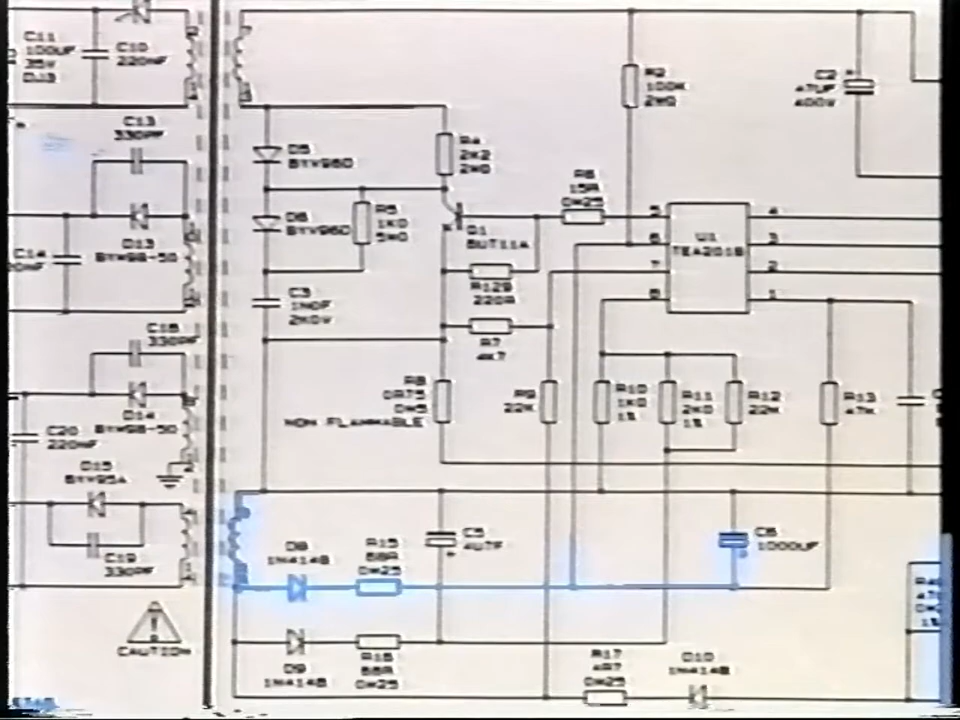 C11
100UF
35V
C10
220nF
R2
100K
2W0
C2
47UF
400V
C13
330PF
D5
BYV96D
R4
2K2
2W0
R6
15R
0W25
D6
BYV96D
R5
1K0
5W0
Q1
BUT11A
5
4
U1
TEA2018
6
3
7
2
8
1
C14
D13
BYW98-50
R129
220R
C3
1N0F
2K0V
C18
330PF
R7
4K7
R8
0R75
0W5
NON FLAMMABLE
R9
22K
R10
1K0
1%
R11
2K0
1%
R12
22K
R13
47K
D14
BYW98-50
C20
220nF
D15
BYV95A
C19
330PF
D8
1N4148
R15
68R
0W25
C5
C6
1000UF
CAUTION
D9
1N4148
R16
68R
0W25
R17
4R7
0W25
D10
1N4148